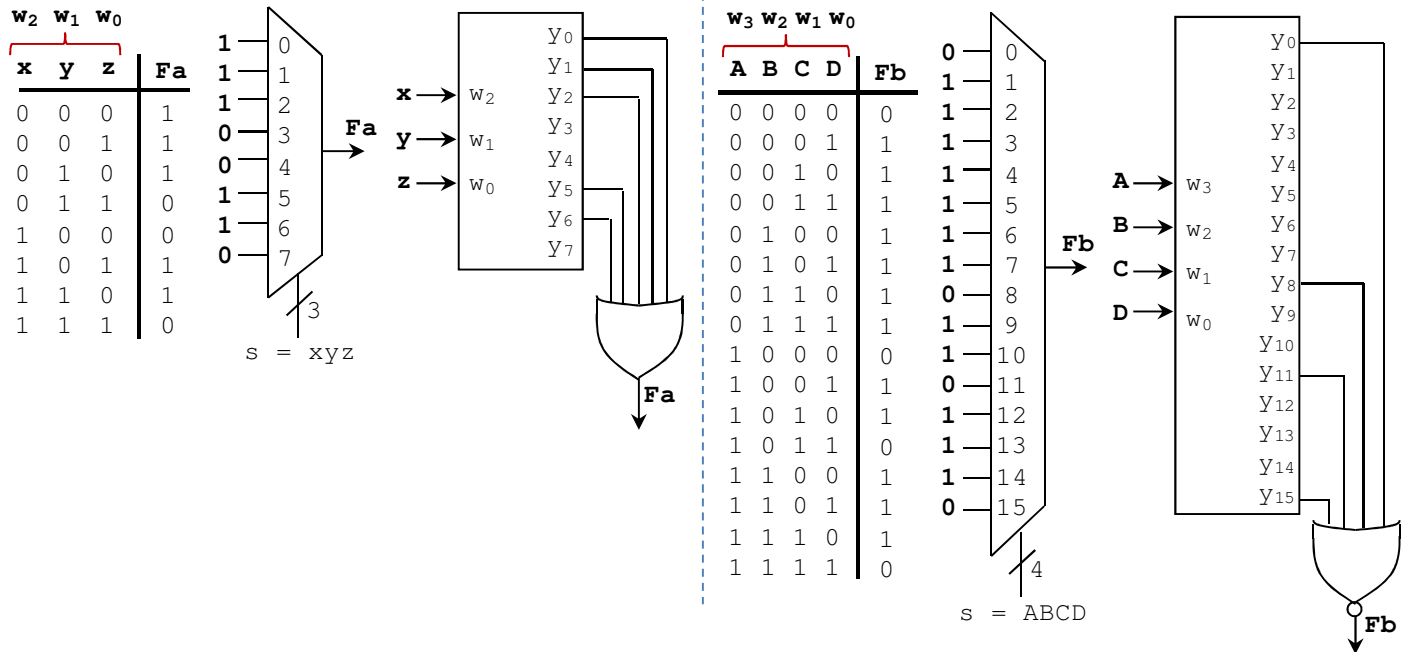 w2 w1 w0
x y z Fa
0 0 0 1
0 0 1 1
0 1 0 1
0 1 1 0
1 0 0 0
1 0 1 1
1 1 0 1
1 1 1 0
1 0
1 1
1 2
0 3
0 4
1 5
1 6
0 7
Fa
3
s = xyz
x w2
y w1
z w0
y0
y1
y2
y3
y4
y5
y6
y7
Fa
w3 w2 w1 w0
A B C D Fb
0 0 0 0 0
0 0 0 1 1
0 0 1 0 1
0 0 1 1 1
0 1 0 0 1
0 1 0 1 1
0 1 1 0 1
0 1 1 1 1
1 0 0 0 0
1 0 0 1 1
1 0 1 0 1
1 0 1 1 0
1 1 0 0 1
1 1 0 1 1
1 1 1 0 1
1 1 1 1 0
0 0
1 1
1 2
1 3
1 4
1 5
1 6
1 7
0 8
1 9
1 10
0 11
1 12
1 13
1 14
0 15
Fb
4
s = ABCD
A w3
B w2
C w1
D w0
y0
y1
y2
y3
y4
y5
y6
y7
y8
y9
y10
y11
y12
y13
y14
y15
Fb